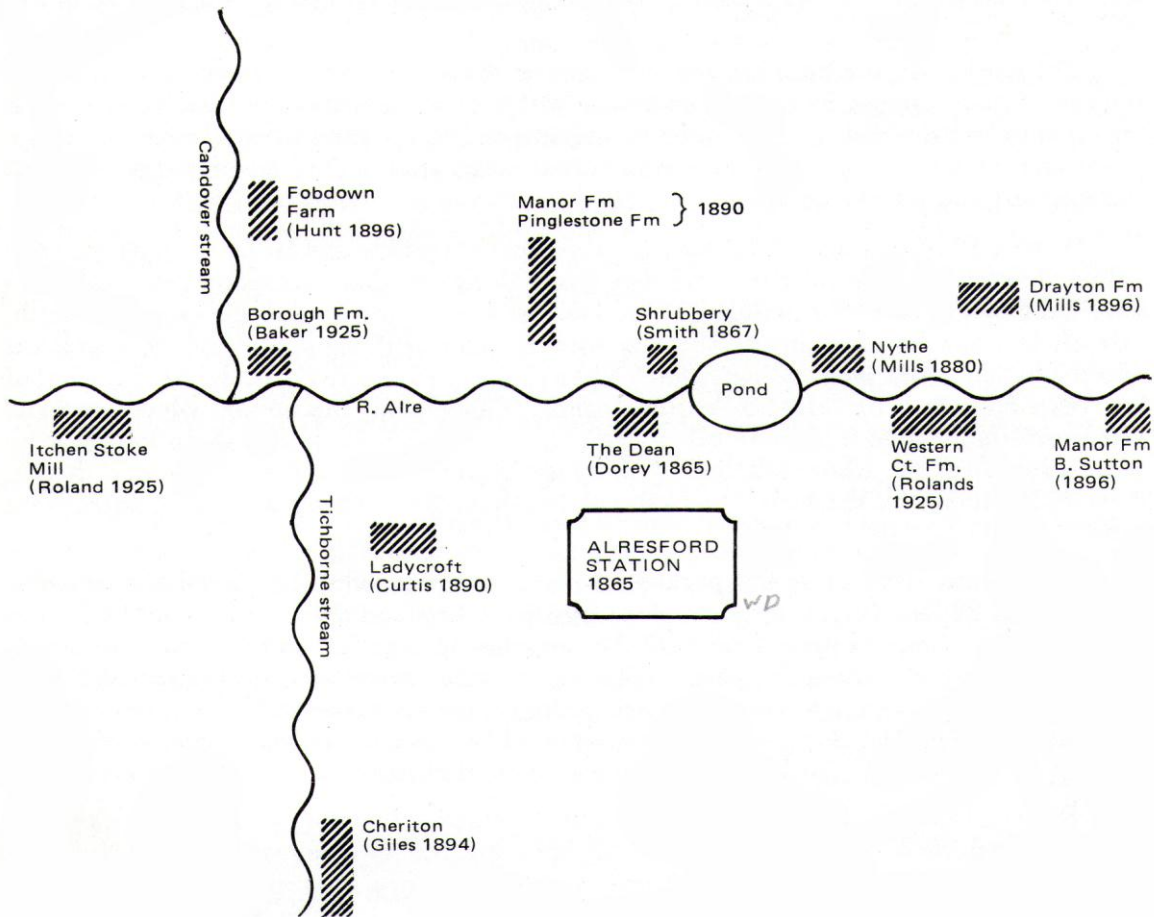 Candover stream
Fobdown
Farm
(Hunt 1896)
Manor Fm
Pinglestone Fm
1890
Borough Fm.
(Baker 1925)
Shrubbery
(Smith 1867)
Drayton Fm
(Mills 1896)
Nythe
(Mills 1880)
Pond
R. Alre
Itchen Stoke
Mill
(Roland 1925)
The Dean
(Dorey 1865)
Western
Ct. Fm.
(Rolands
1925)
Manor Fm
B. Sutton
(1896)
Tichborne stream
Ladycroft
(Curtis 1890)
ALRESFORD
STATION
1865
WD
Cheriton
(Giles 1894)